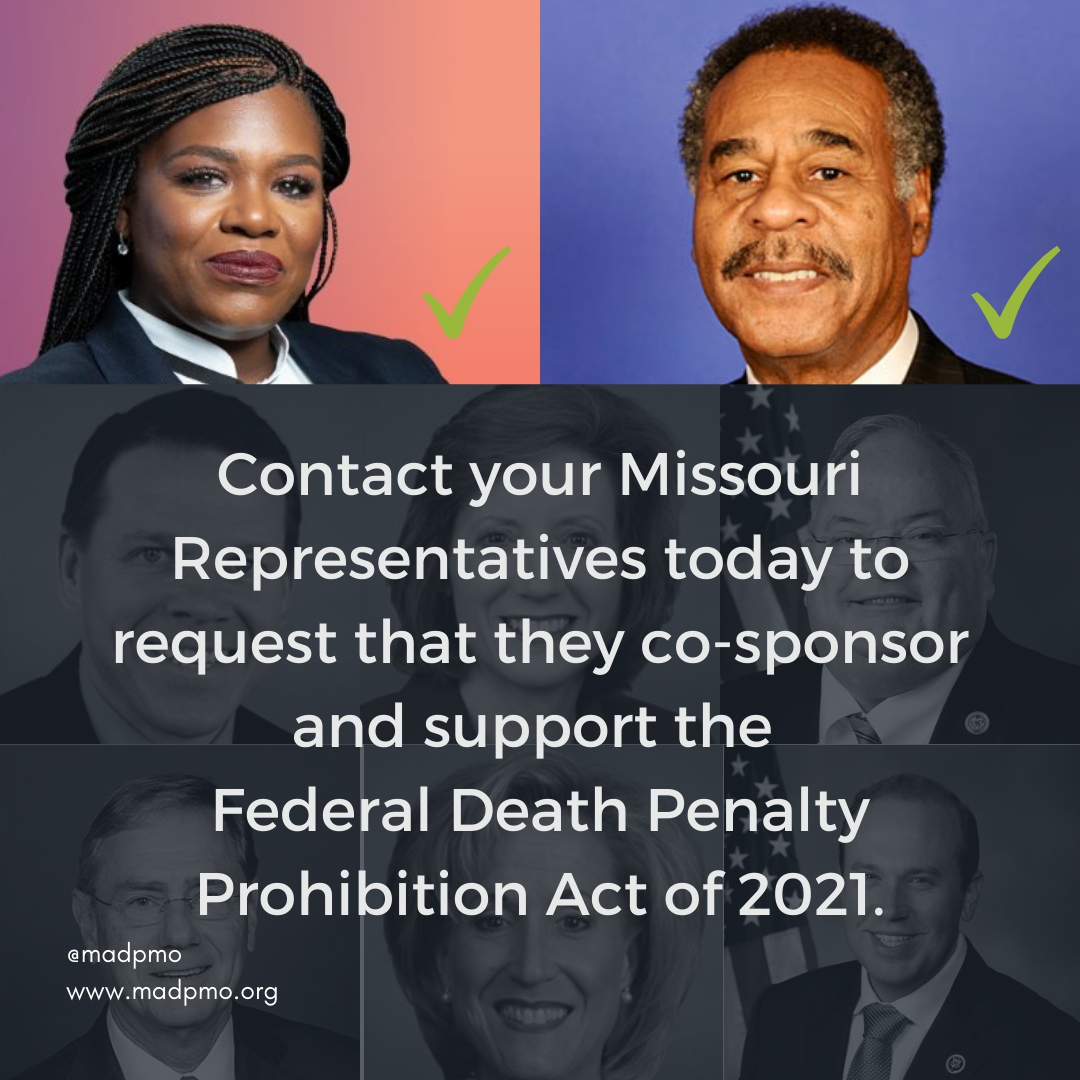 Contact your Missouri
Representatives today to
request that they co-sponsor
and support the
Federal Death Penalty
Prohibition Act of 2021.
@madpmo
www.madpmo.org